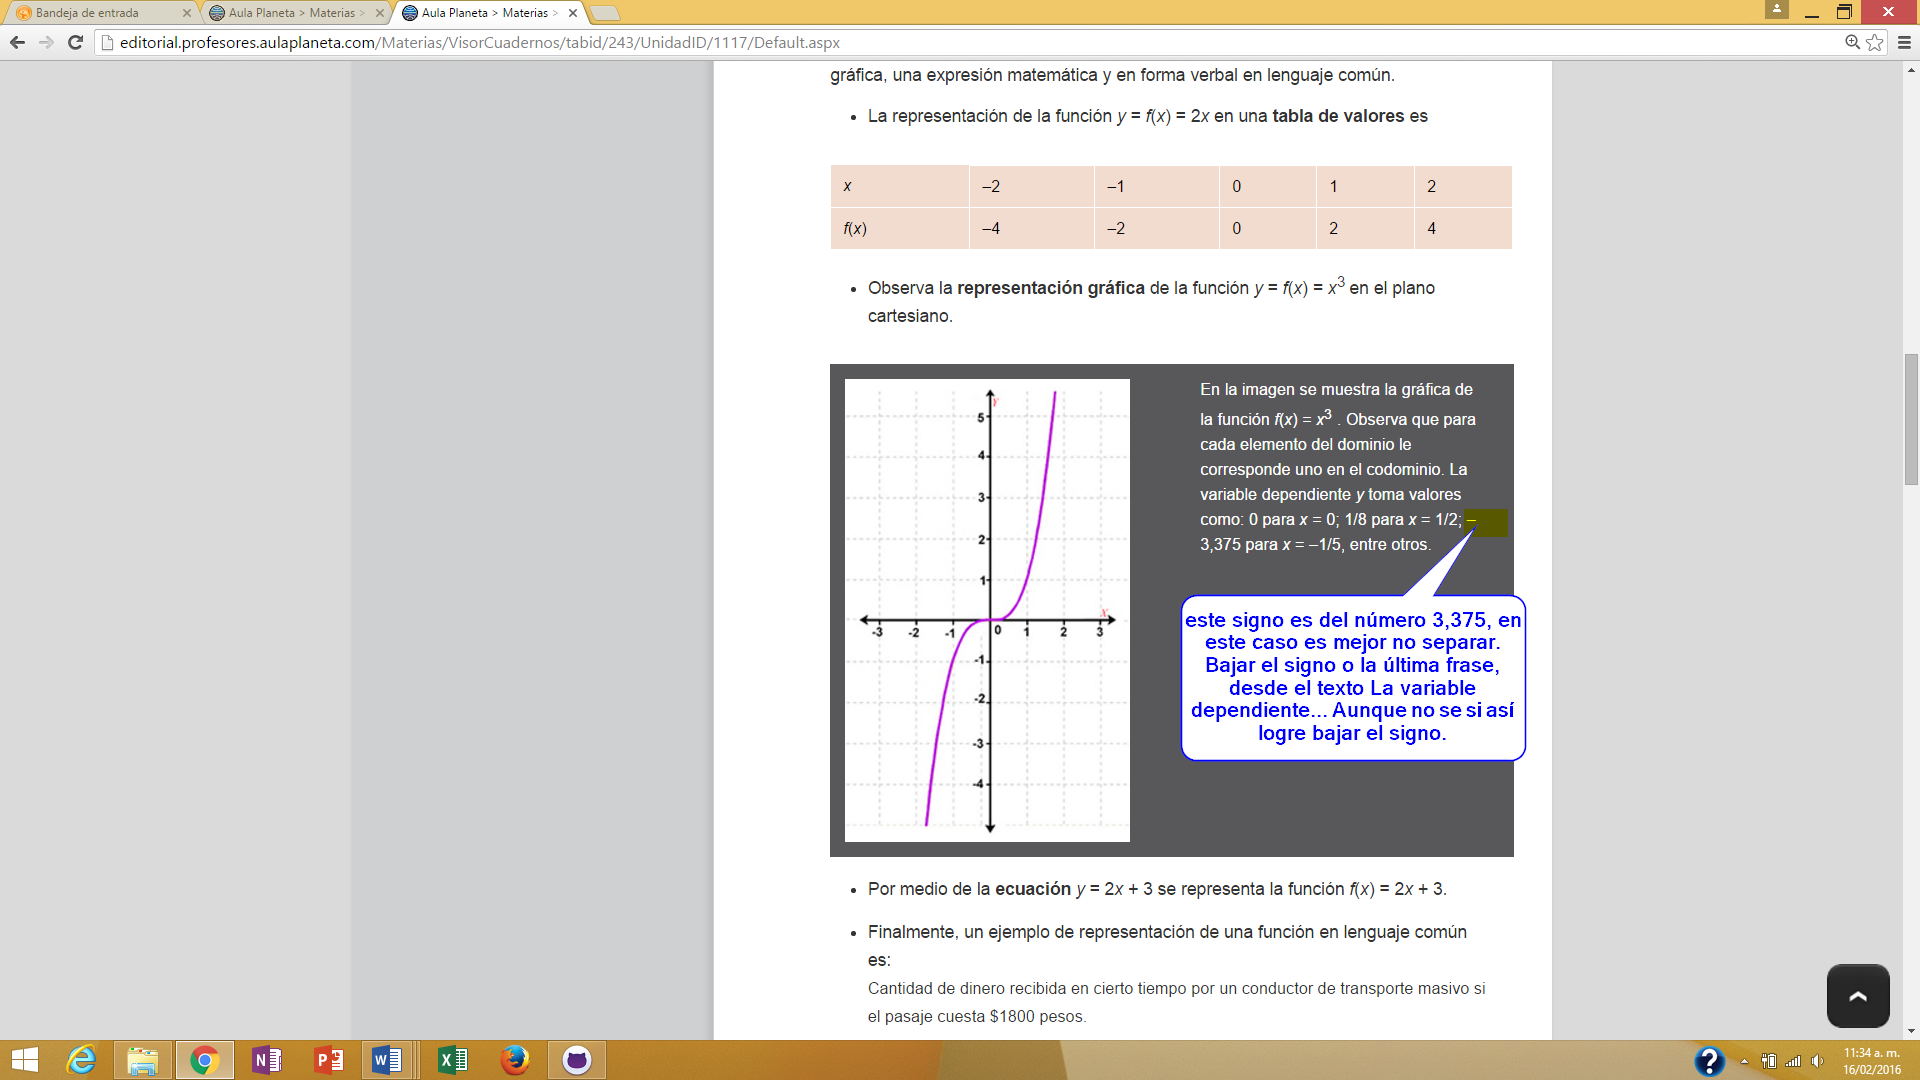 Bandeja de entrada
Aula Planeta > Materias >
Aula Planeta > Materias >
editorial.profesores.aulaplaneta.com/Materias/VisorCuadernos/tabid/243/UnidadID/1117/Default.aspx
gráfica, una expresión matemática y en forma verbal en lenguaje común.
• La representación de la función y = f(x) = 2x en una tabla de valores es
x –2 –1 0 1 2
f(x) –4 –2 0 2 4
• Observa la representación gráfica de la función y = f(x) = x³ en el plano
cartesiano.
Y
5
4
3
2
1
X
-3 -2 -1 0 1 2 3
-1
-2
-3
-4
En la imagen se muestra la gráfica de
la función f(x) = x³ . Observa que para
cada elemento del dominio le
corresponde uno en el codominio. La
variable dependiente y toma valores
como: 0 para x = 0; 1/8 para x = 1/2; –
3,375 para x = –1/5, entre otros.
este signo es del número 3,375, en
este caso es mejor no separar.
Bajar el signo o la última frase,
desde el texto La variable
dependiente... Aunque no se si así
logre bajar el signo.
• Por medio de la ecuación y = 2x + 3 se representa la función f(x) = 2x + 3.
• Finalmente, un ejemplo de representación de una función en lenguaje común
es:
Cantidad de dinero recibida en cierto tiempo por un conductor de transporte masivo si
el pasaje cuesta $1800 pesos.
11:34 a. m.
16/02/2016